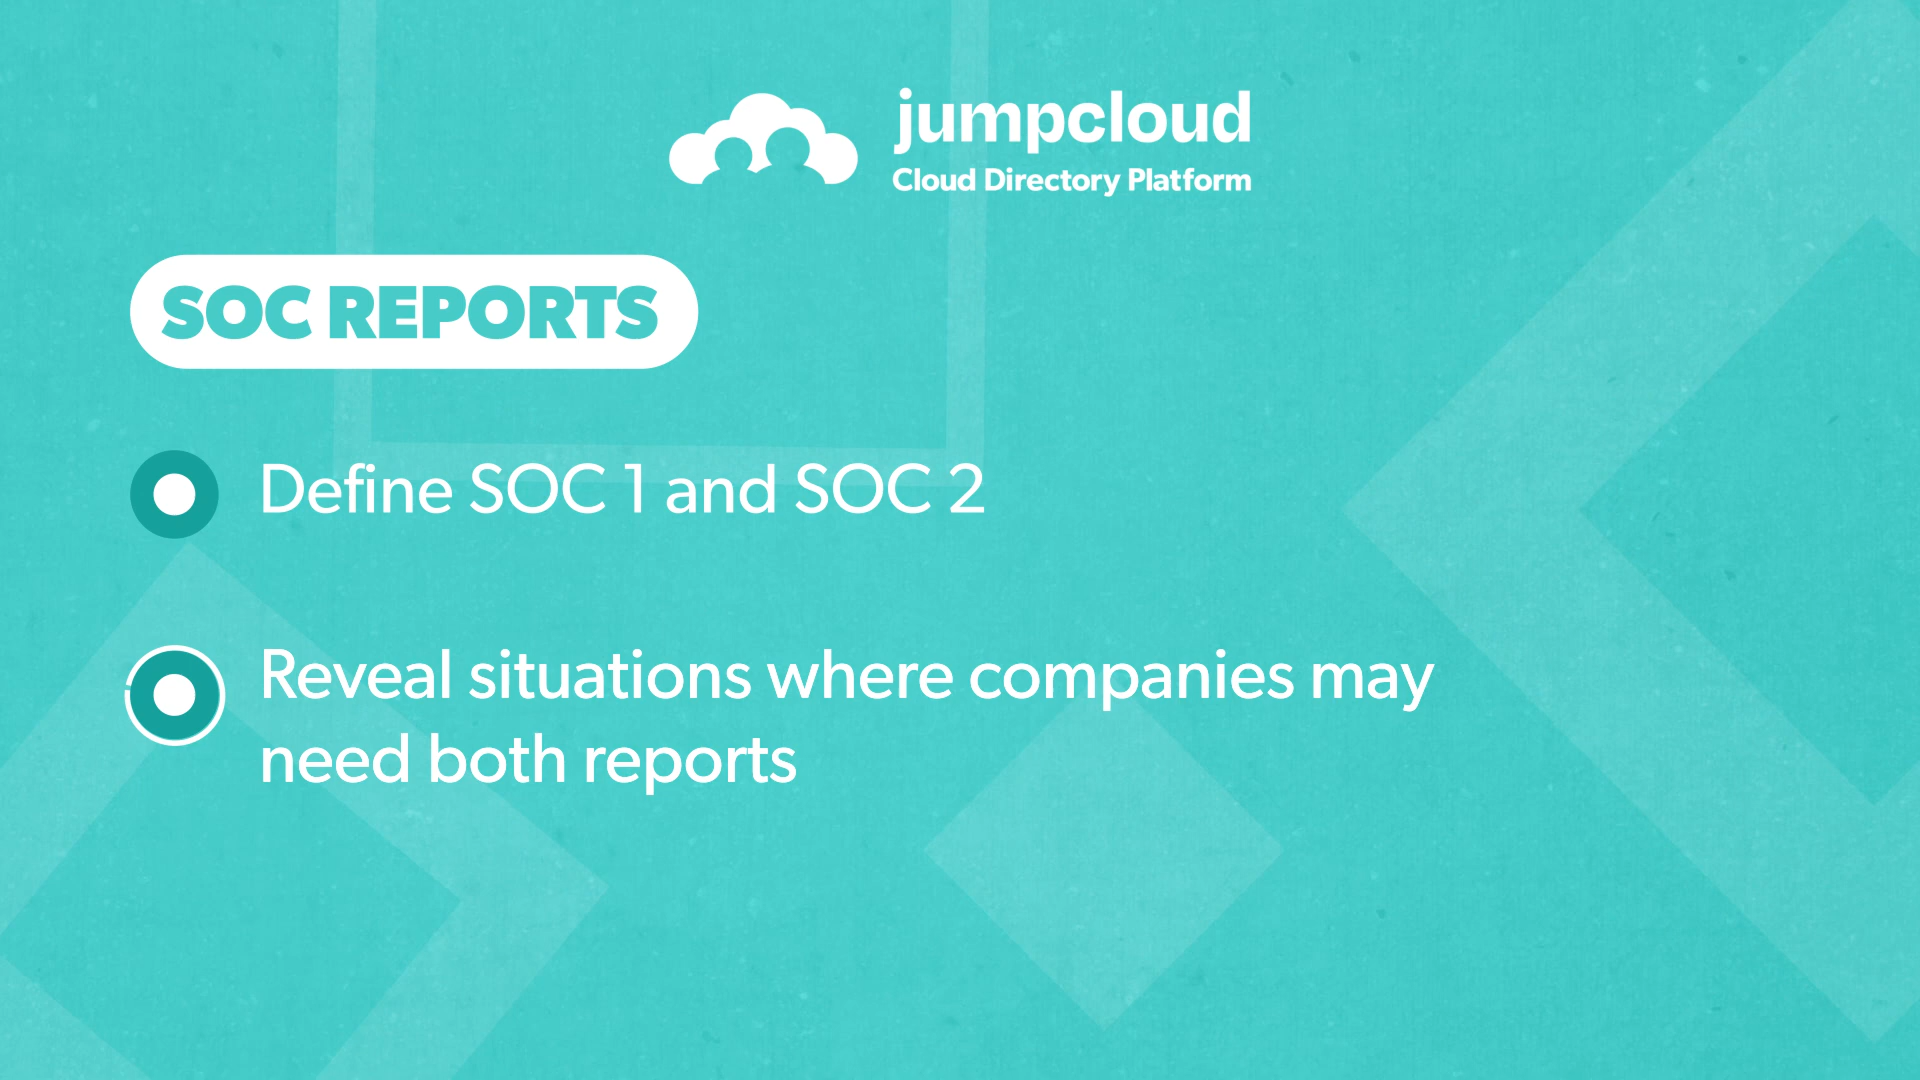 jumpcloud
Cloud Directory Platform
SOC REPORTS
Define SOC 1 and SOC 2
Reveal situations where companies may
need both reports